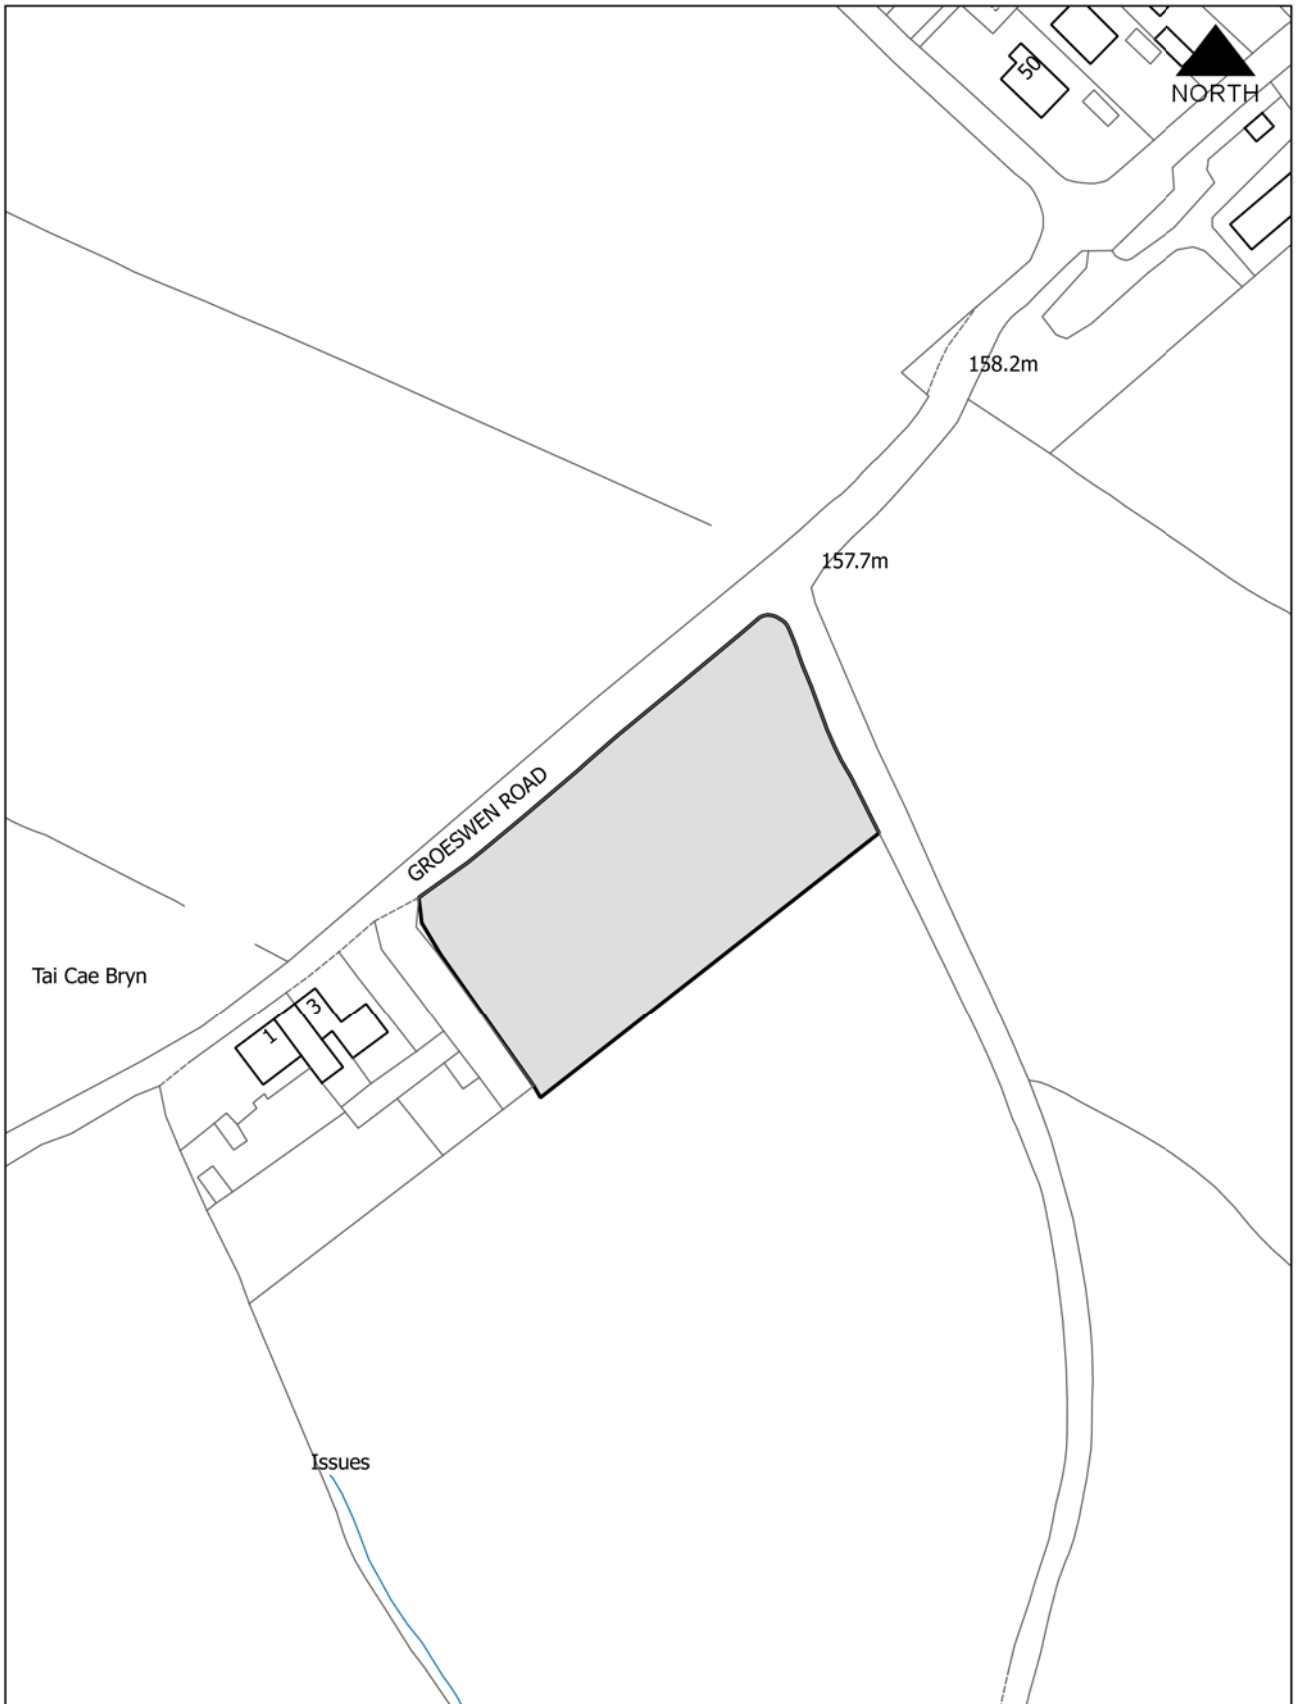 50
NORTH
158.2m
157.7m
GROESWEN ROAD
Tai Cae Bryn
3
1
Issues